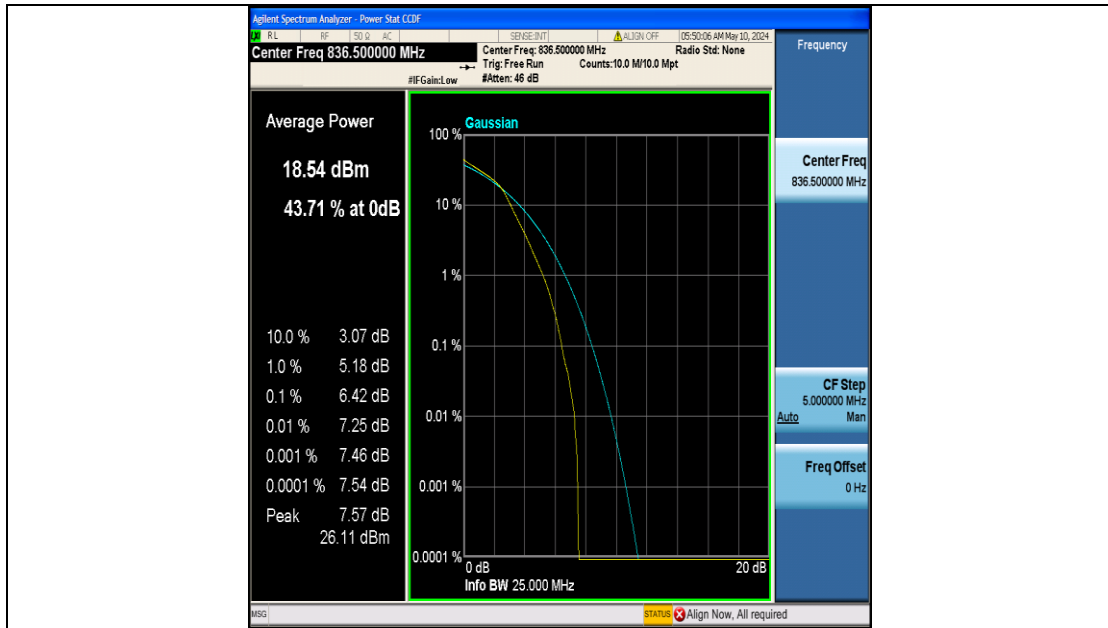 Agilent Spectrum Analyzer - Power Stat CCDF
RL RF 50 Ω AC SENSE:INT ALIGN OFF 05:50:06 AM May 10, 2024
Center Freq 836.500000 MHz
Center Freq: 836.500000 MHz Radio Std: None
Trig: Free Run Counts:10.0 M/10.0 Mpt
#IFGain:Low #Atten: 46 dB
Frequency
Average Power
18.54 dBm
43.71 % at 0dB
10.0 % 3.07 dB
1.0 % 5.18 dB
0.1 % 6.42 dB
0.01 % 7.25 dB
0.001 % 7.46 dB
0.0001 % 7.54 dB
Peak 7.57 dB
26.11 dBm
Gaussian
100 %
10 %
1 %
0.1 %
0.01 %
0.001 %
0.0001 %
0 dB 20 dB
Info BW 25.000 MHz
Center Freq
836.500000 MHz
CF Step
5.000000 MHz
Auto Man
Freq Offset
0 Hz
MSG STATUS Align Now, All required